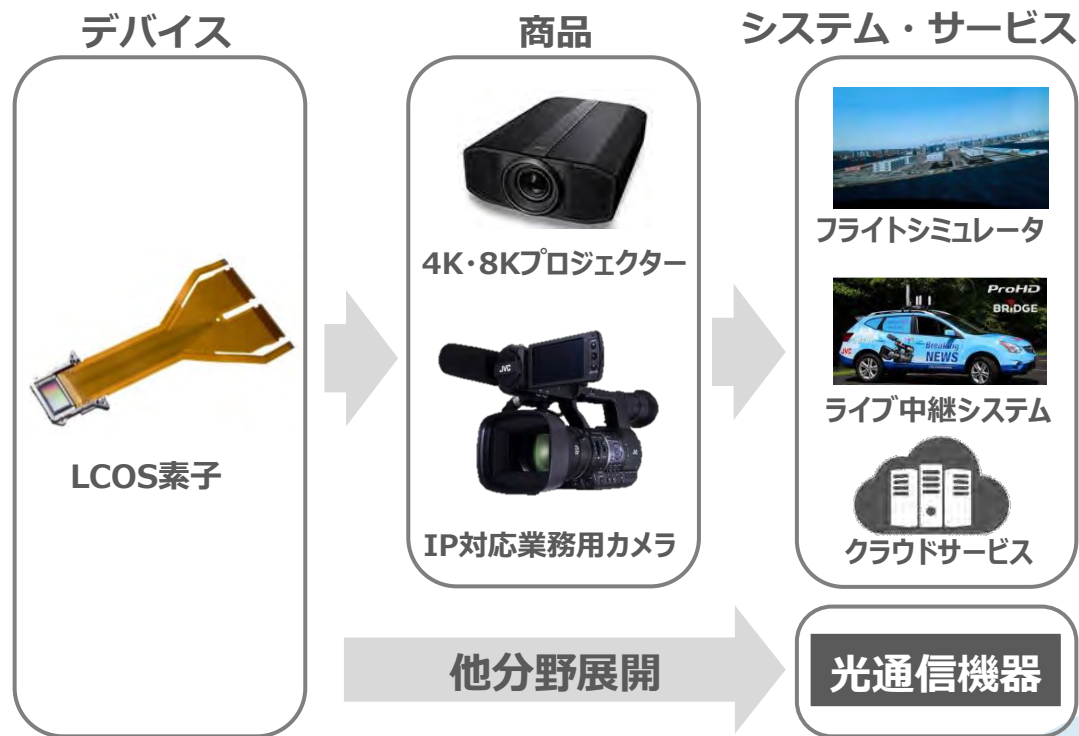 デバイス
商品
システム・サービス
LCOS素子
4K・8Kプロジェクター
JVC
IP対応業務用カメラ
フライトシミュレータ
ProHD
BRiDGE
Breaking
NEWS
JVC
ライブ中継システム
クラウドサービス
他分野展開
光通信機器